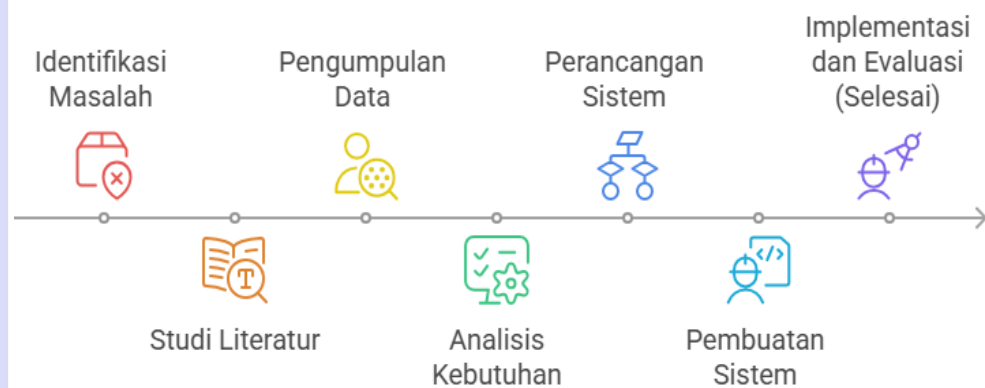 Identifikasi
Masalah
Studi Literatur
Pengumpulan
Data
Analisis
Kebutuhan
Perancangan
Sistem
Pembuatan
Sistem
Implementasi
dan Evaluasi
(Selesai)
T